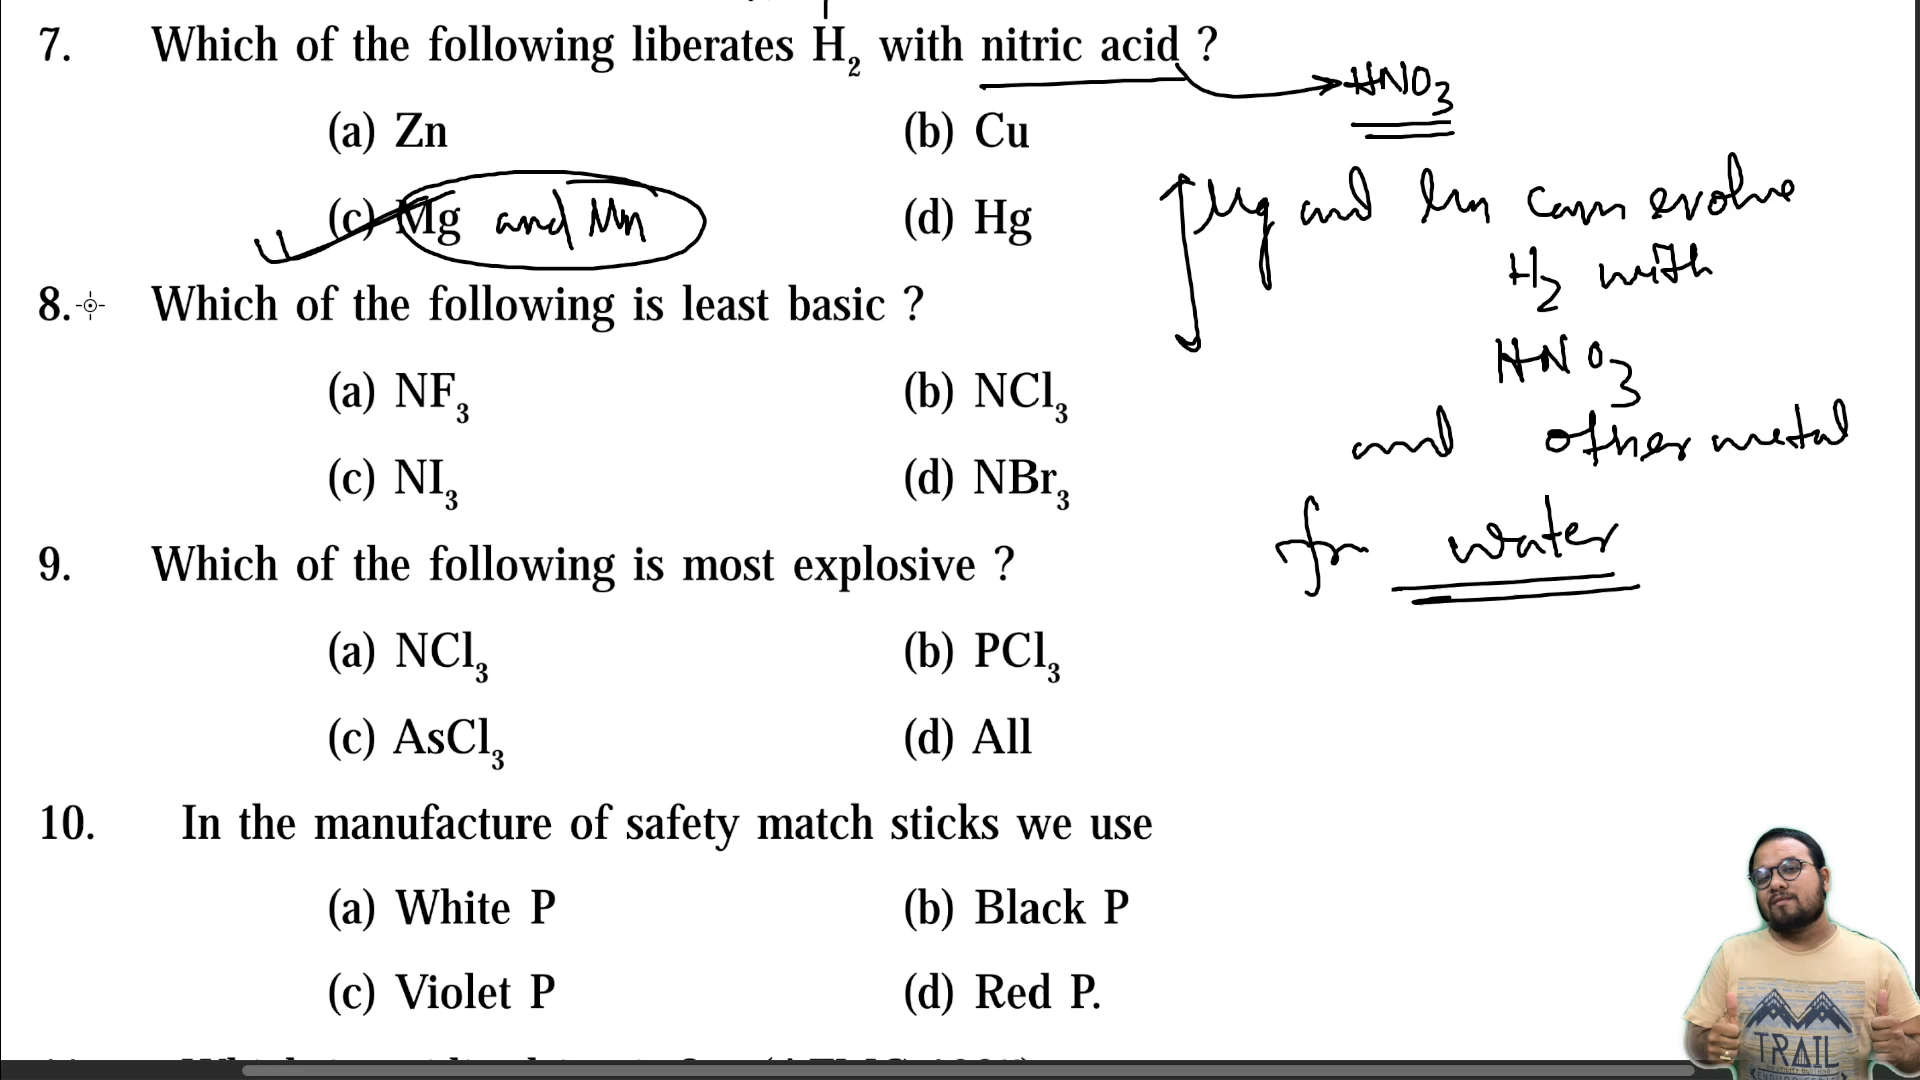 7. Which of the following liberates H₂ with nitric acid ?
HNO₃
(a) Zn (b) Cu
(c) Mg and Mn (d) Hg
Mg and Mn can evolve
H₂ with
HNO₃
and other metal
for water
8. Which of the following is least basic ?
(a) NF₃ (b) NCl₃
(c) NI₃ (d) NBr₃
9. Which of the following is most explosive ?
(a) NCl₃ (b) PCl₃
(c) AsCl₃ (d) All
10. In the manufacture of safety match sticks we use
(a) White P (b) Black P
(c) Violet P (d) Red P.
TRAIL